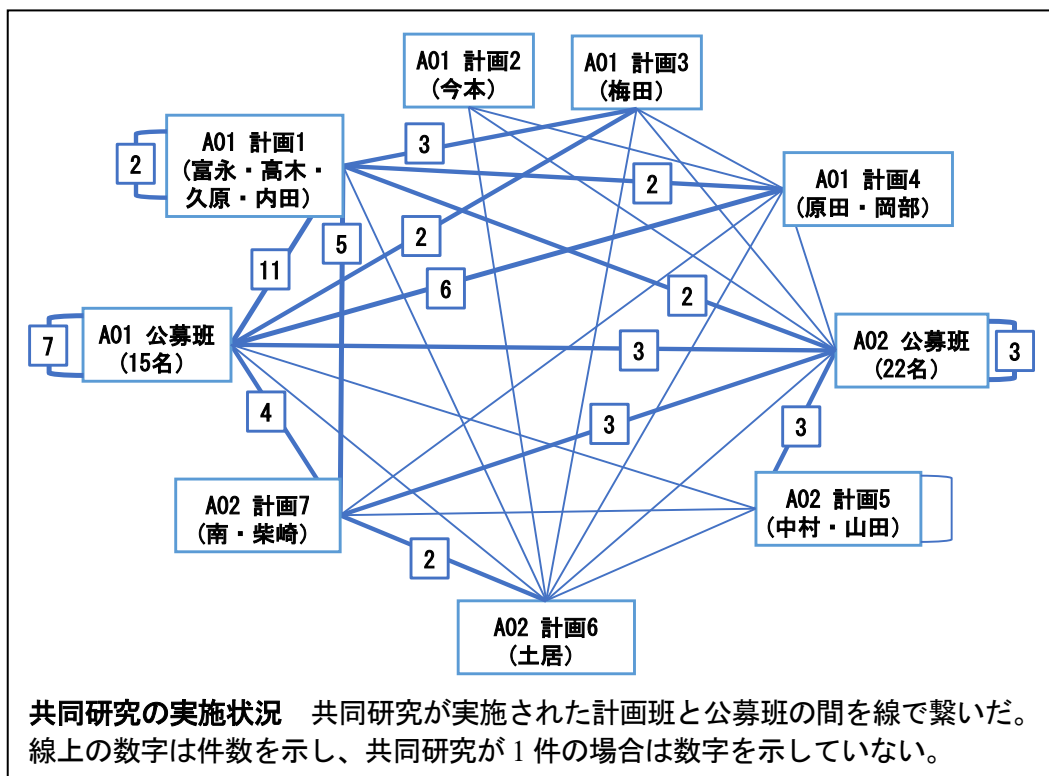 A01 計画2
(今本)
A01 計画3
(梅田)
A01 計画1
(富永・高木・
久原・内田)
2
3
2
A01 計画4
(原田・岡部)
11
5
2
6
2
A01 公募班
(15名)
7
3
A02 公募班
(22名)
3
4
3
3
A02 計画7
(南・柴崎)
A02 計画5
(中村・山田)
2
A02 計画6
(土居)
共同研究の実施状況 共同研究が実施された計画班と公募班の間を線で繋いだ。
線上の数字は件数を示し、共同研究が 1 件の場合は数字を示していない。